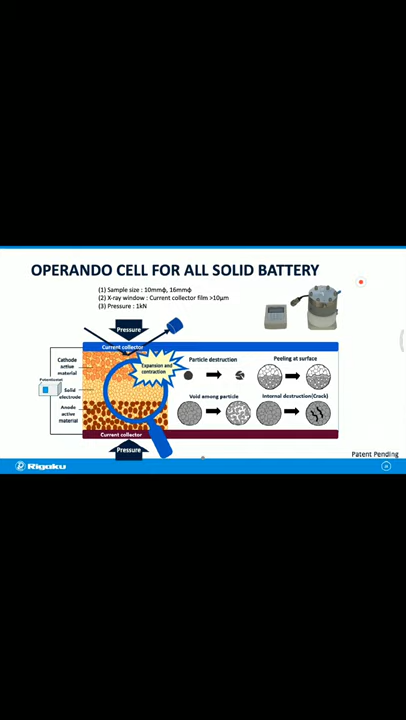 OPERANDO CELL FOR ALL SOLID BATTERY
(1) Sample size : 10mmϕ, 16mmϕ
(2) X-ray window : Current collector film >10μm
(3) Pressure : 1kN
Pressure
Current collector
Cathode
active
material
Potentiostat
Solid
electrode
Anode
active
material
Expansion and
contraction
Particle destruction
Peeling at surface
Void among particle
Internal destruction(Crack)
Current collector
Pressure
Patent Pending
Rigaku